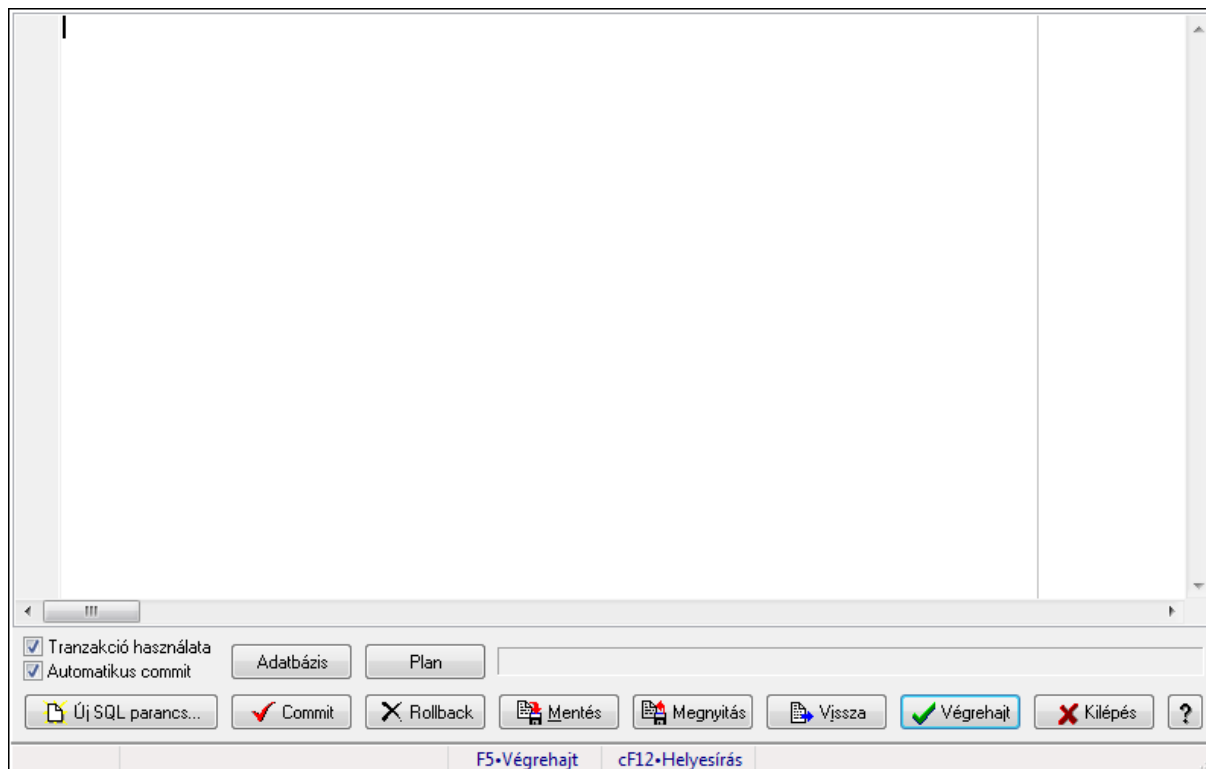 Tranzakció használata
Automatikus commit
Adatbázis Plan
Új SQL parancs... Commit Rollback Mentés Megnyitás Vissza Végrehajt Kilépés ?
F5•Végrehajt cF12•Helyesírás